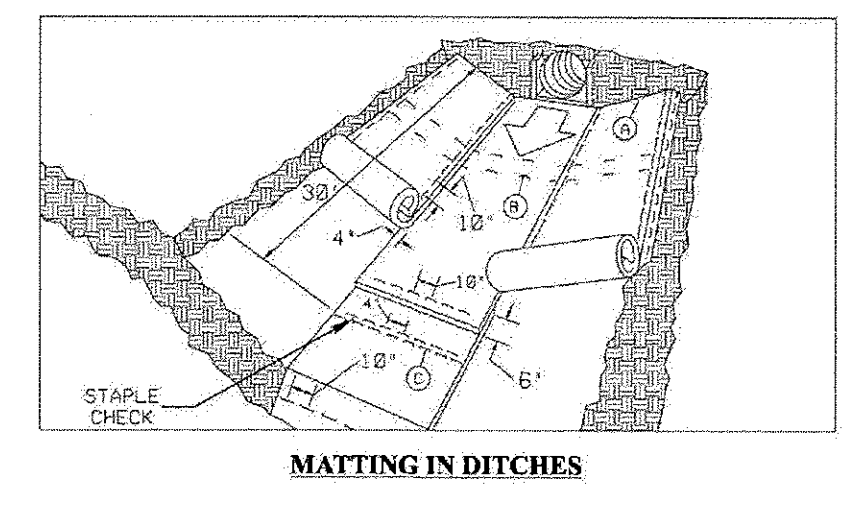 A
30'
B
10"
4"
10"
4"
10"
C
6"
STAPLE
CHECK
MATTING IN DITCHES